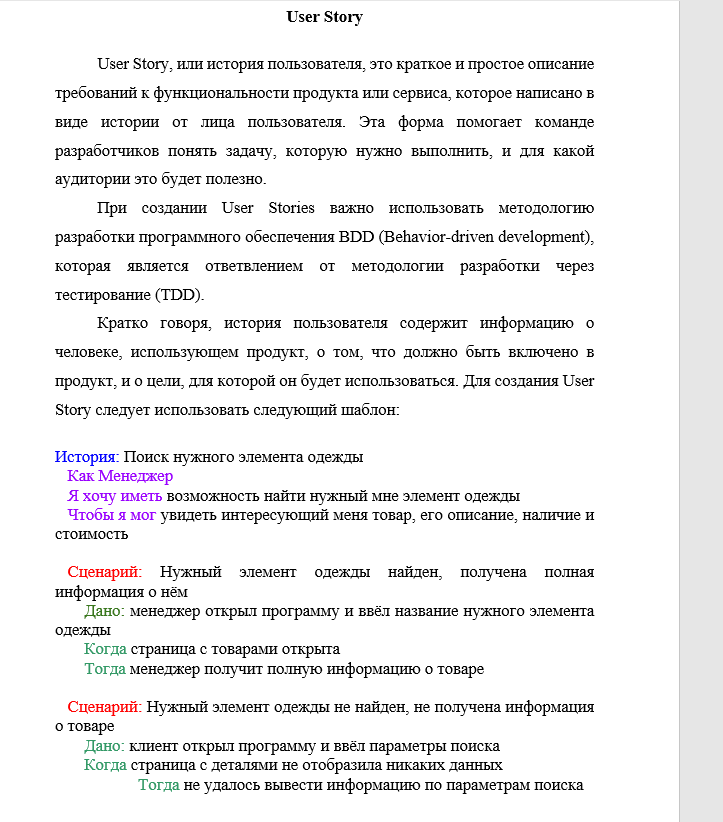 User Story
User Story, или история пользователя, это краткое и простое описание
требований к функциональности продукта или сервиса, которое написано в
виде истории от лица пользователя. Эта форма помогает команде
разработчиков понять задачу, которую нужно выполнить, и для какой
аудитории это будет полезно.
При создании User Stories важно использовать методологию
разработки программного обеспечения BDD (Behavior-driven development),
которая является ответвлением от методологии разработки через
тестирование (TDD).
Кратко говоря, история пользователя содержит информацию о
человеке, использующем продукт, о том, что должно быть включено в
продукт, и о цели, для которой он будет использоваться. Для создания User
Story следует использовать следующий шаблон:
История: Поиск нужного элемента одежды
Как Менеджер
Я хочу иметь возможность найти нужный мне элемент одежды
Чтобы я мог увидеть интересующий меня товар, его описание, наличие и
стоимость
Сценарий: Нужный элемент одежды найден, получена полная
информация о нём
Дано: менеджер открыл программу и ввёл название нужного элемента
одежды
Когда страница с товарами открыта
Тогда менеджер получит полную информацию о товаре
Сценарий: Нужный элемент одежды не найден, не получена информация
о товаре
Дано: клиент открыл программу и ввёл параметры поиска
Когда страница с деталями не отобразила никаких данных
Тогда не удалось вывести информацию по параметрам поиска